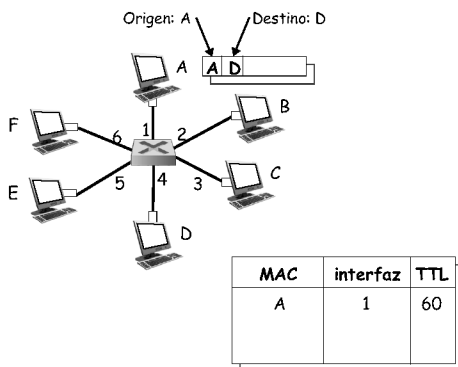 Origen: A
Destino: D
A D
A
B
C
D
E
F
1
2
3
4
5
6
MAC interfaz TTL
A 1 60